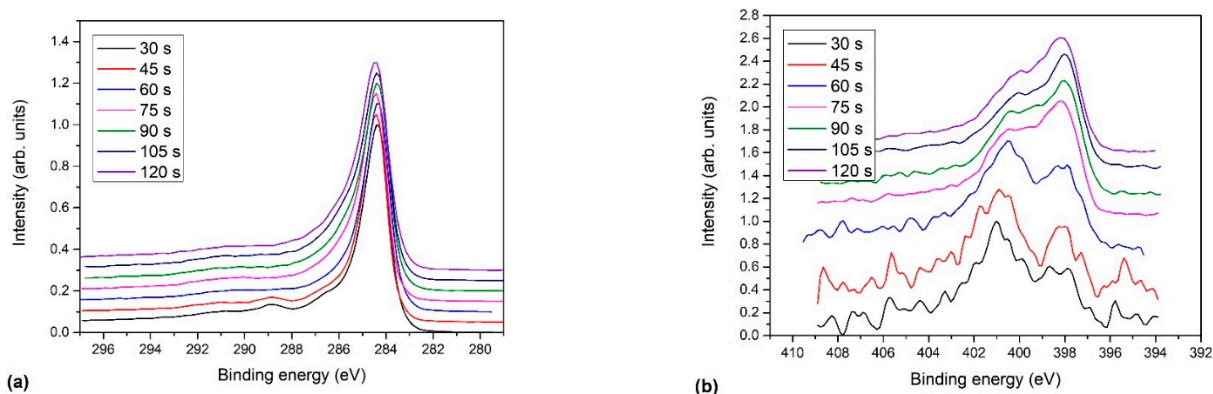 1.4
1.2
1.0
0.8
0.6
0.4
0.2
0.0
Intensity (arb. units)
30 s
45 s
60 s
75 s
90 s
105 s
120 s
296 294 292 290 288 286 284 282 280
Binding energy (eV)
(a)
2.8
2.6
2.4
2.2
2.0
1.8
1.6
1.4
1.2
1.0
0.8
0.6
0.4
0.2
0.0
Intensity (arb. units)
30 s
45 s
60 s
75 s
90 s
105 s
120 s
410 408 406 404 402 400 398 396 394 392
Binding energy (eV)
(b)